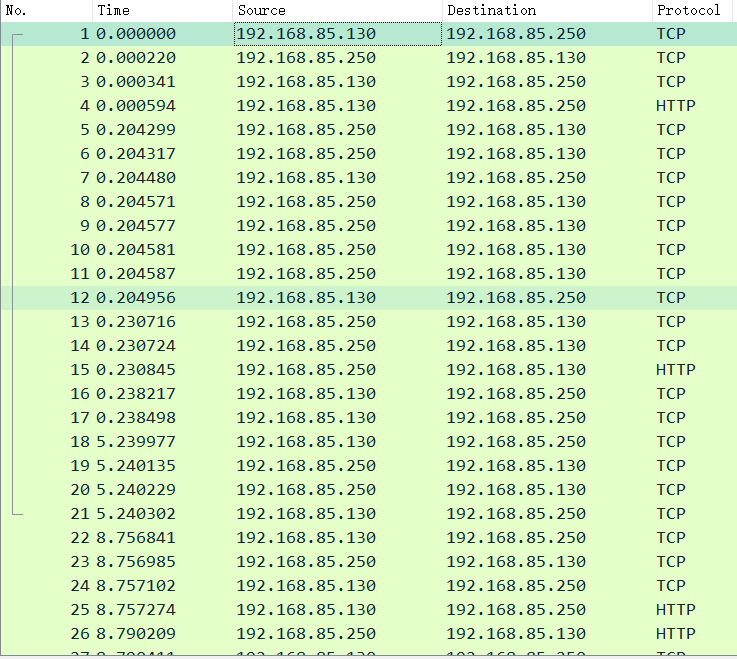 No. Time Source Destination Protocol
1 0.000000 192.168.85.130 192.168.85.250 TCP
2 0.000220 192.168.85.250 192.168.85.130 TCP
3 0.000341 192.168.85.130 192.168.85.250 TCP
4 0.000594 192.168.85.130 192.168.85.250 HTTP
5 0.204299 192.168.85.250 192.168.85.130 TCP
6 0.204317 192.168.85.250 192.168.85.130 TCP
7 0.204480 192.168.85.130 192.168.85.250 TCP
8 0.204571 192.168.85.250 192.168.85.130 TCP
9 0.204577 192.168.85.250 192.168.85.130 TCP
10 0.204581 192.168.85.250 192.168.85.130 TCP
11 0.204587 192.168.85.250 192.168.85.130 TCP
12 0.204956 192.168.85.130 192.168.85.250 TCP
13 0.230716 192.168.85.250 192.168.85.130 TCP
14 0.230724 192.168.85.250 192.168.85.130 TCP
15 0.230845 192.168.85.250 192.168.85.130 HTTP
16 0.238217 192.168.85.130 192.168.85.250 TCP
17 0.238498 192.168.85.130 192.168.85.250 TCP
18 5.239977 192.168.85.130 192.168.85.250 TCP
19 5.240135 192.168.85.250 192.168.85.130 TCP
20 5.240229 192.168.85.250 192.168.85.130 TCP
21 5.240302 192.168.85.130 192.168.85.250 TCP
22 8.756841 192.168.85.130 192.168.85.250 TCP
23 8.756985 192.168.85.250 192.168.85.130 TCP
24 8.757102 192.168.85.130 192.168.85.250 TCP
25 8.757274 192.168.85.130 192.168.85.250 HTTP
26 8.790209 192.168.85.250 192.168.85.130 HTTP